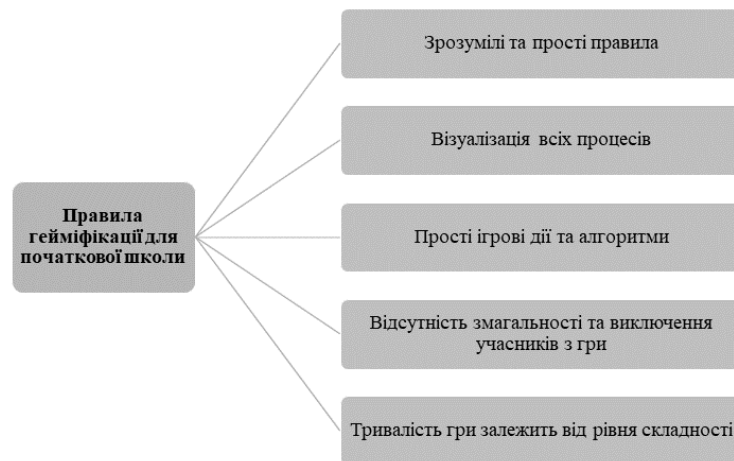 Правила
гейміфікації для
початкової школи
Зрозумілі та прості правила
Візуалізація всіх процесів
Прості ігрові дії та алгоритми
Відсутність змагальності та виключення
учасників з гри
Тривалість гри залежить від рівня складності